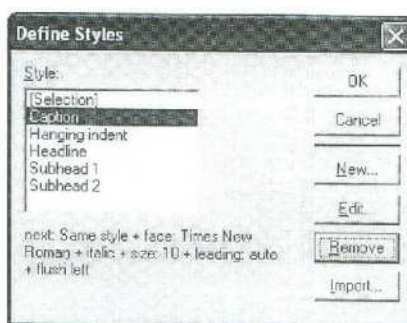 Define Styles
Style:
[Selection]
Caption
Hanging indent
Headline
Subhead 1
Subhead 2
next: Same style + face: Times New
Roman + italic + size: 10 + leading: auto
+ flush left
OK
Cancel
New...
Edit...
Remove
Import...